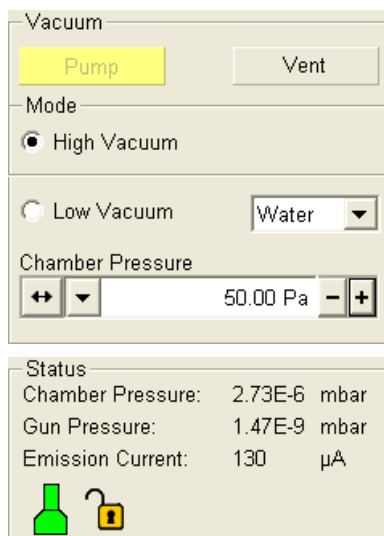 Vacuum
Pump Vent
Mode
High Vacuum
Low Vacuum Water
Chamber Pressure
50.00 Pa
Status
Chamber Pressure: 2.73E-6 mbar
Gun Pressure: 1.47E-9 mbar
Emission Current: 130 µA